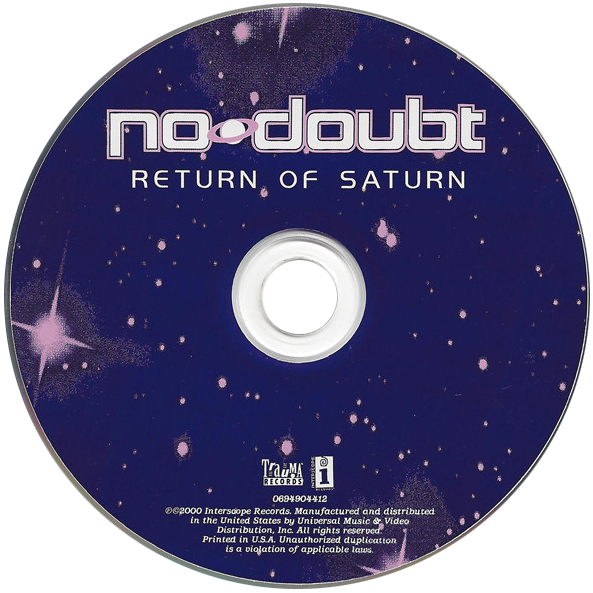 no doubt
RETURN OF SATURN
TRAUMA
RECORDS
INTERSCOPE
i
RECORDS
0694904412
℗©2000 Interscope Records. Manufactured and distributed
in the United States by Universal Music & Video
Distribution, Inc. All rights reserved.
Printed in U.S.A. Unauthorized duplication
is a violation of applicable laws.